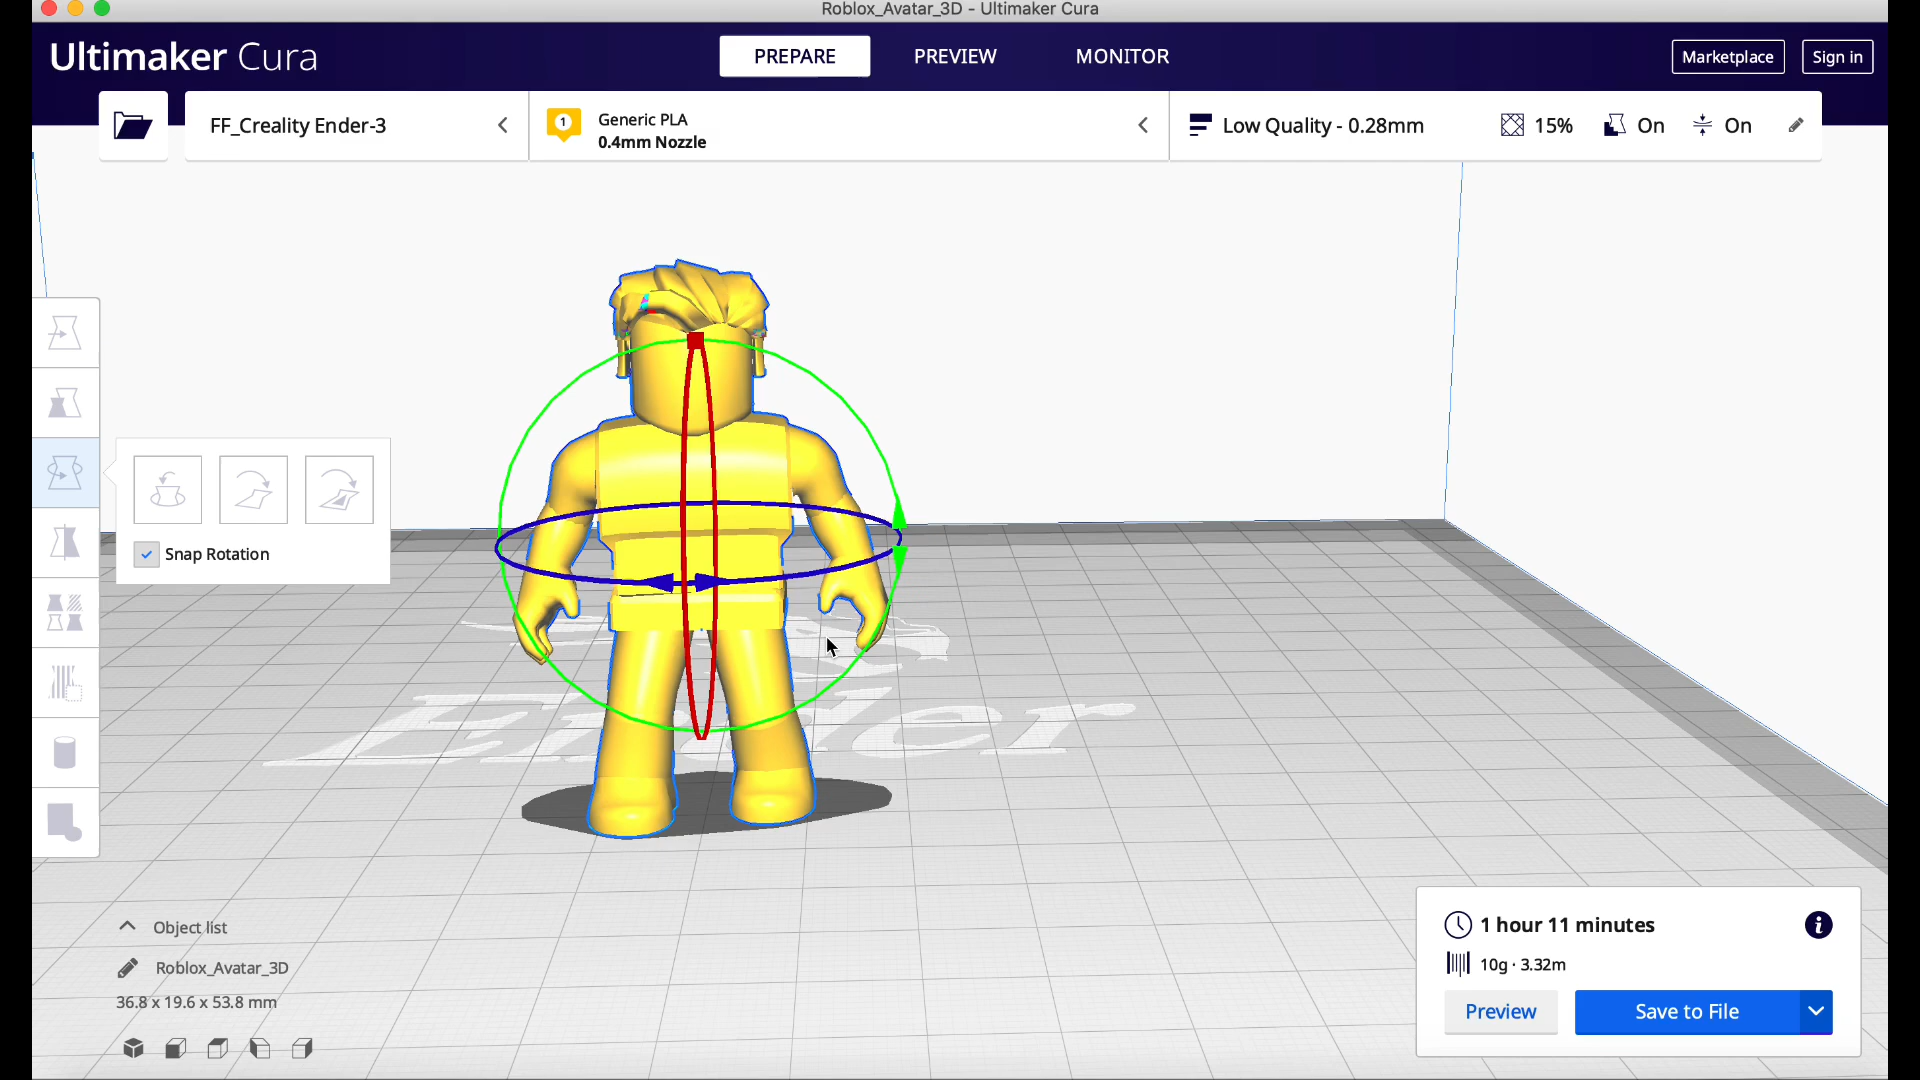 Roblox_Avatar_3D - Ultimaker Cura
Ultimaker Cura
PREPARE
PREVIEW
MONITOR
Marketplace
Sign in
FF_Creality Ender-3
1
Generic PLA
0.4mm Nozzle
Low Quality - 0.28mm
15%
On
On
Snap Rotation
Ender
Object list
Roblox_Avatar_3D
36.8 x 19.6 x 53.8 mm
1 hour 11 minutes
i
10g · 3.32m
Preview
Save to File